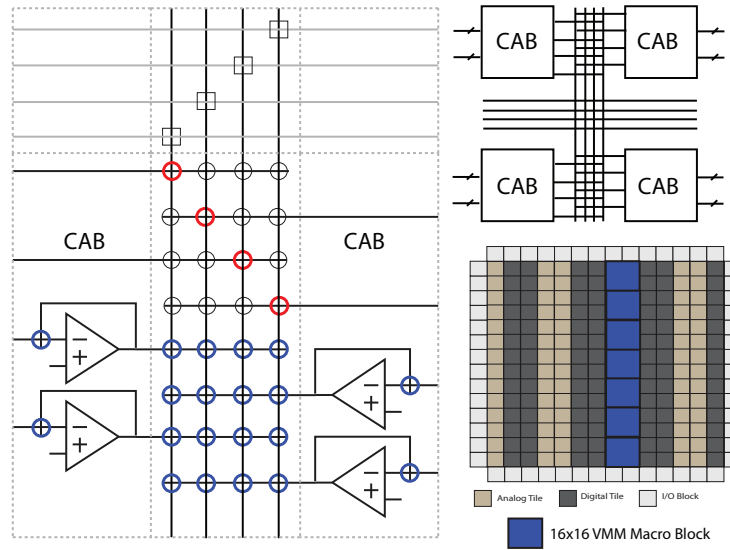 CAB
CAB
−
+
−
+
−
+
−
+
CAB
CAB
CAB
CAB
Analog Tile
Digital Tile
I/O Block
16x16 VMM Macro Block